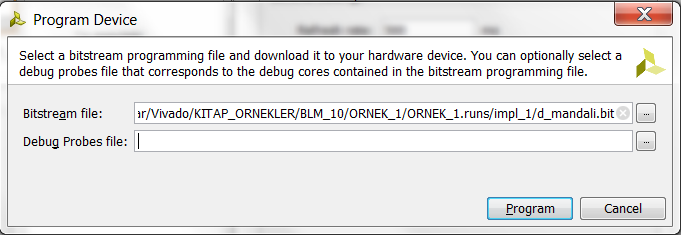 Program Device
Select a bitstream programming file and download it to your hardware device. You can optionally select a
debug probes file that corresponds to the debug cores contained in the bitstream programming file.
Bitstream file: ar/Vivado/KITAP_ORNEKLER/BLM_10/ORNEK_1/ORNEK_1.runs/impl_1/d_mandali.bit ...
Debug Probes file: ...
Program Cancel